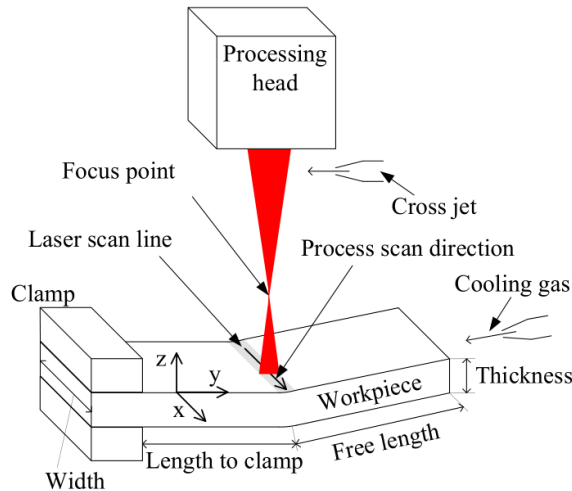 Processing
head
Focus point
Cross jet
Laser scan line
Process scan direction
Cooling gas
Clamp
z
y
x
Workpiece
Thickness
Length to clamp
Free length
Width